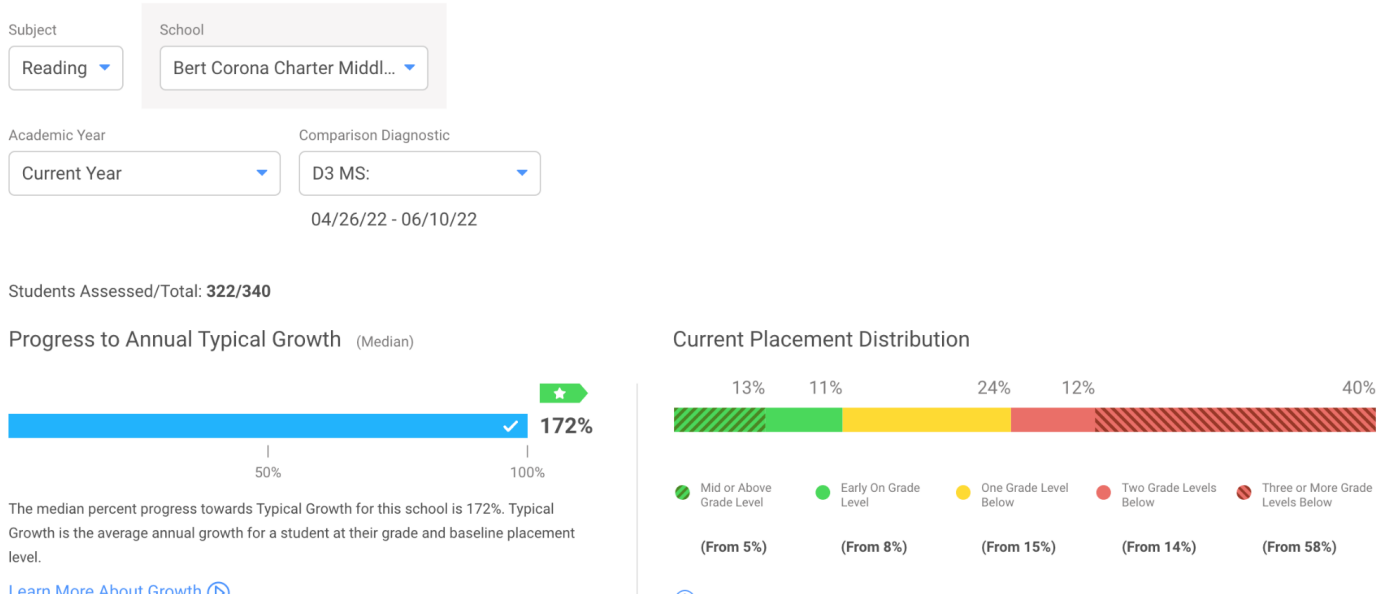 Subject
School
Reading
Bert Corona Charter Middl...
Academic Year
Comparison Diagnostic
Current Year
D3 MS:
04/26/22 - 06/10/22
Students Assessed/Total: 322/340
Progress to Annual Typical Growth (Median)
172%
50%
100%
The median percent progress towards Typical Growth for this school is 172%. Typical
Growth is the average annual growth for a student at their grade and baseline placement
level.
Learn More About Growth
Current Placement Distribution
13% 11% 24% 12% 40%
Mid or Above
Grade Level
(From 5%)
Early On Grade
Level
(From 8%)
One Grade Level
Below
(From 15%)
Two Grade Levels
Below
(From 14%)
Three or More Grade
Levels Below
(From 58%)